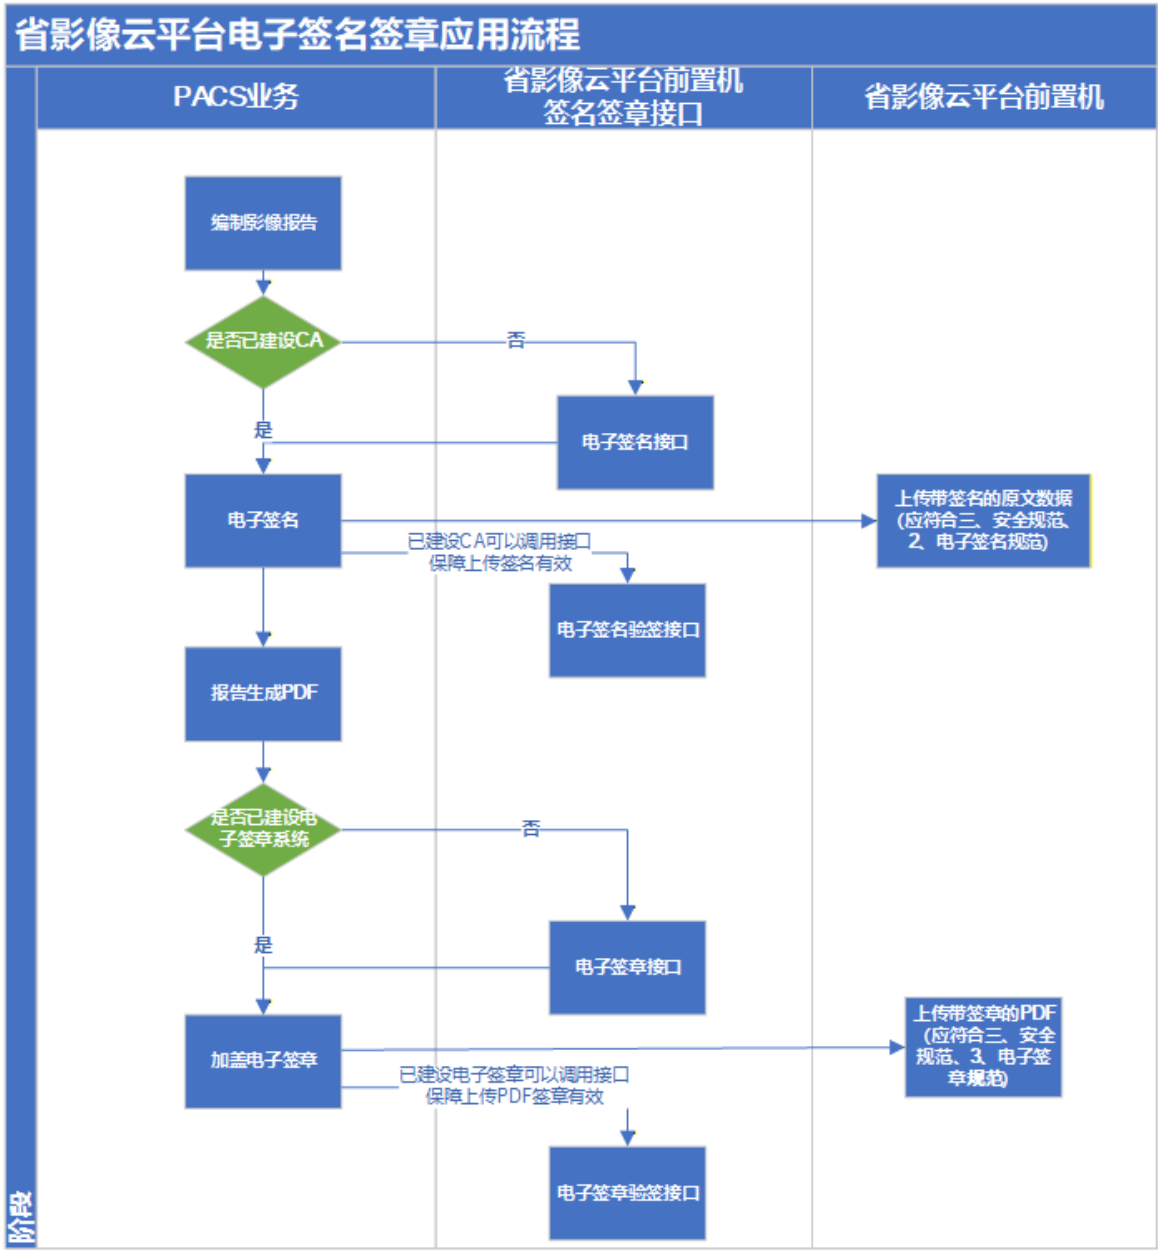 省影像云平台电子签名签章应用流程
PACS业务
省影像云平台前置机
签名签章接口
省影像云平台前置机
编制影像报告
是否已建设CA
否
是
电子签名接口
电子签名
上传带签名的原文数据
(应符合三、安全规范、
2、电子签名规范)
已建设CA可以调用接口
保障上传签名有效
电子签名验签接口
报告生成PDF
是否已建设电
子签章系统
否
是
电子签章接口
加盖电子签章
上传带签章的PDF
(应符合三、安全
规范、3、电子签
章规范)
已建设电子签章可以调用接口
保障上传PDF签章有效
电子签章验签接口
阶段